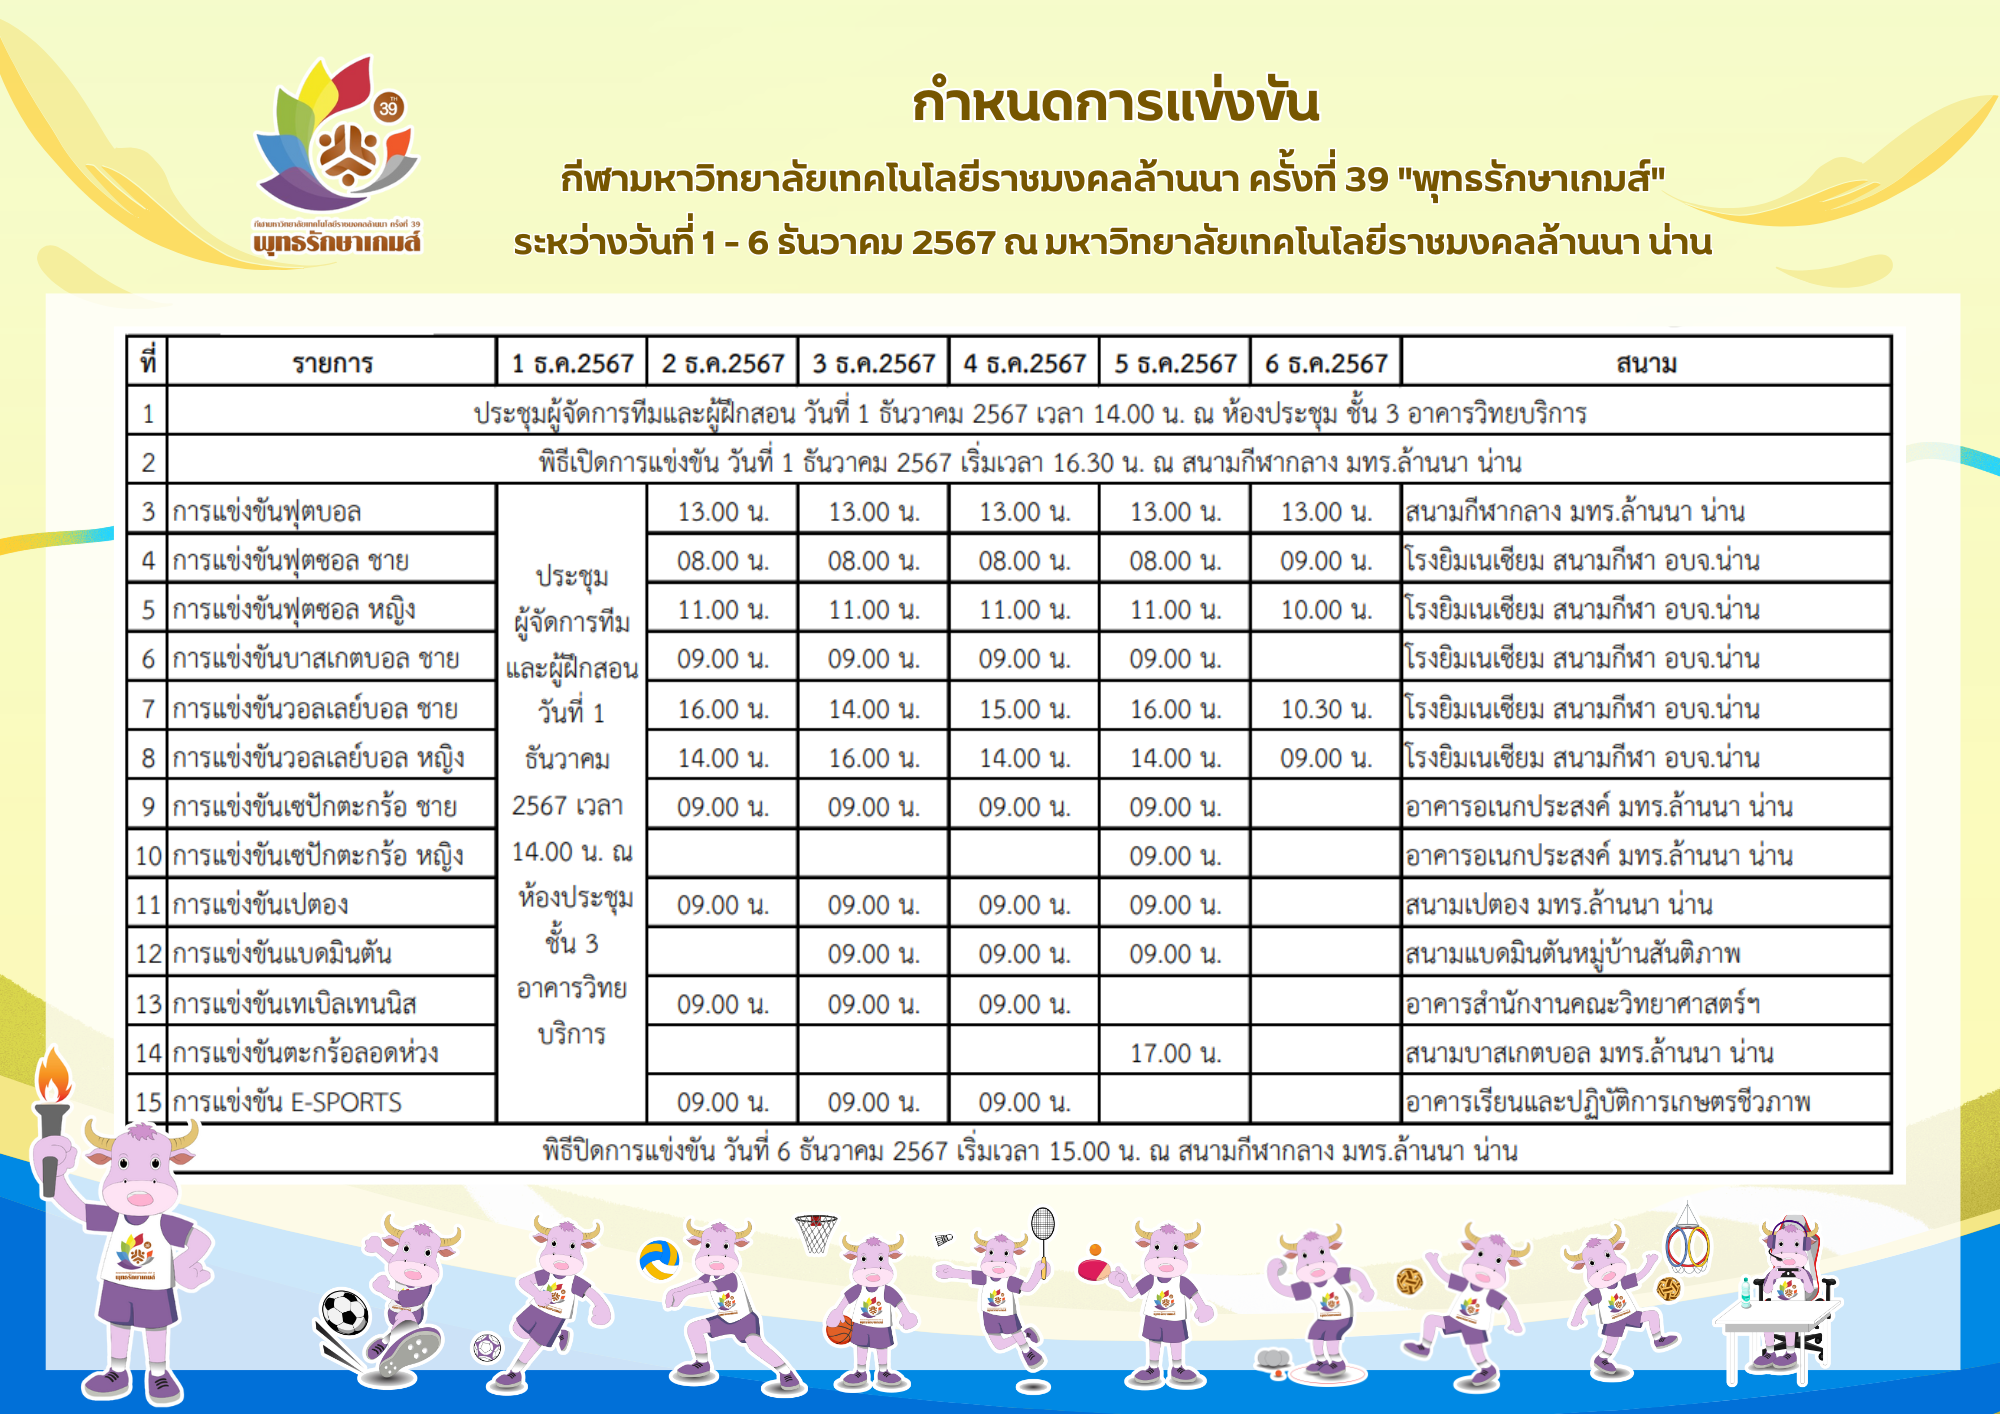 กำหนดการแข่งขัน
กีฬามหาวิทยาลัยเทคโนโลยีราชมงคลล้านนา ครั้งที่ 39 "พุทธรักษาเกมส์"
ระหว่างวันที่ 1 - 6 ธันวาคม 2567 ณ มหาวิทยาลัยเทคโนโลยีราชมงคลล้านนา น่าน
39TH
กีฬามหาวิทยาลัยเทคโนโลยีราชมงคลล้านนา ครั้งที่ 39
พุทธรักษาเกมส์
ที่ รายการ 1 ธ.ค.2567 2 ธ.ค.2567 3 ธ.ค.2567 4 ธ.ค.2567 5 ธ.ค.2567 6 ธ.ค.2567 สนาม
1 ประชุมผู้จัดการทีมและผู้ฝึกสอน วันที่ 1 ธันวาคม 2567 เวลา 14.00 น. ณ ห้องประชุม ชั้น 3 อาคารวิทยบริการ
2 พิธีเปิดการแข่งขัน วันที่ 1 ธันวาคม 2567 เริ่มเวลา 16.30 น. ณ สนามกีฬากลาง มทร.ล้านนา น่าน
3 การแข่งขันฟุตบอล 13.00 น. 13.00 น. 13.00 น. 13.00 น. 13.00 น. สนามกีฬากลาง มทร.ล้านนา น่าน
4 การแข่งขันฟุตซอล ชาย 08.00 น. 08.00 น. 08.00 น. 08.00 น. 09.00 น. โรงยิมเนเซียม สนามกีฬา อบจ.น่าน
5 การแข่งขันฟุตซอล หญิง 11.00 น. 11.00 น. 11.00 น. 11.00 น. 10.00 น. โรงยิมเนเซียม สนามกีฬา อบจ.น่าน
6 การแข่งขันบาสเกตบอล ชาย 09.00 น. 09.00 น. 09.00 น. 09.00 น. โรงยิมเนเซียม สนามกีฬา อบจ.น่าน
7 การแข่งขันวอลเลย์บอล ชาย 16.00 น. 14.00 น. 15.00 น. 16.00 น. 10.30 น. โรงยิมเนเซียม สนามกีฬา อบจ.น่าน
8 การแข่งขันวอลเลย์บอล หญิง 14.00 น. 16.00 น. 14.00 น. 14.00 น. 09.00 น. โรงยิมเนเซียม สนามกีฬา อบจ.น่าน
9 การแข่งขันเซปักตะกร้อ ชาย 09.00 น. 09.00 น. 09.00 น. 09.00 น. อาคารอเนกประสงค์ มทร.ล้านนา น่าน
10 การแข่งขันเซปักตะกร้อ หญิง 09.00 น. อาคารอเนกประสงค์ มทร.ล้านนา น่าน
11 การแข่งขันเปตอง 09.00 น. 09.00 น. 09.00 น. 09.00 น. สนามเปตอง มทร.ล้านนา น่าน
12 การแข่งขันแบดมินตัน 09.00 น. 09.00 น. 09.00 น. สนามแบดมินตันหมู่บ้านสันติภาพ
13 การแข่งขันเทเบิลเทนนิส 09.00 น. 09.00 น. 09.00 น. อาคารสำนักงานคณะวิทยาศาสตร์ฯ
14 การแข่งขันตะกร้อลอดห่วง 17.00 น. สนามบาสเกตบอล มทร.ล้านนา น่าน
15 การแข่งขัน E-SPORTS 09.00 น. 09.00 น. 09.00 น. อาคารเรียนและปฏิบัติการเกษตรชีวภาพ
ประชุม
ผู้จัดการทีม
และผู้ฝึกสอน
วันที่ 1
ธันวาคม
2567 เวลา
14.00 น. ณ
ห้องประชุม
ชั้น 3
อาคารวิทย
บริการ
พิธีปิดการแข่งขัน วันที่ 6 ธันวาคม 2567 เริ่มเวลา 15.00 น. ณ สนามกีฬากลาง มทร.ล้านนา น่าน
พุทธรักษาเกมส์